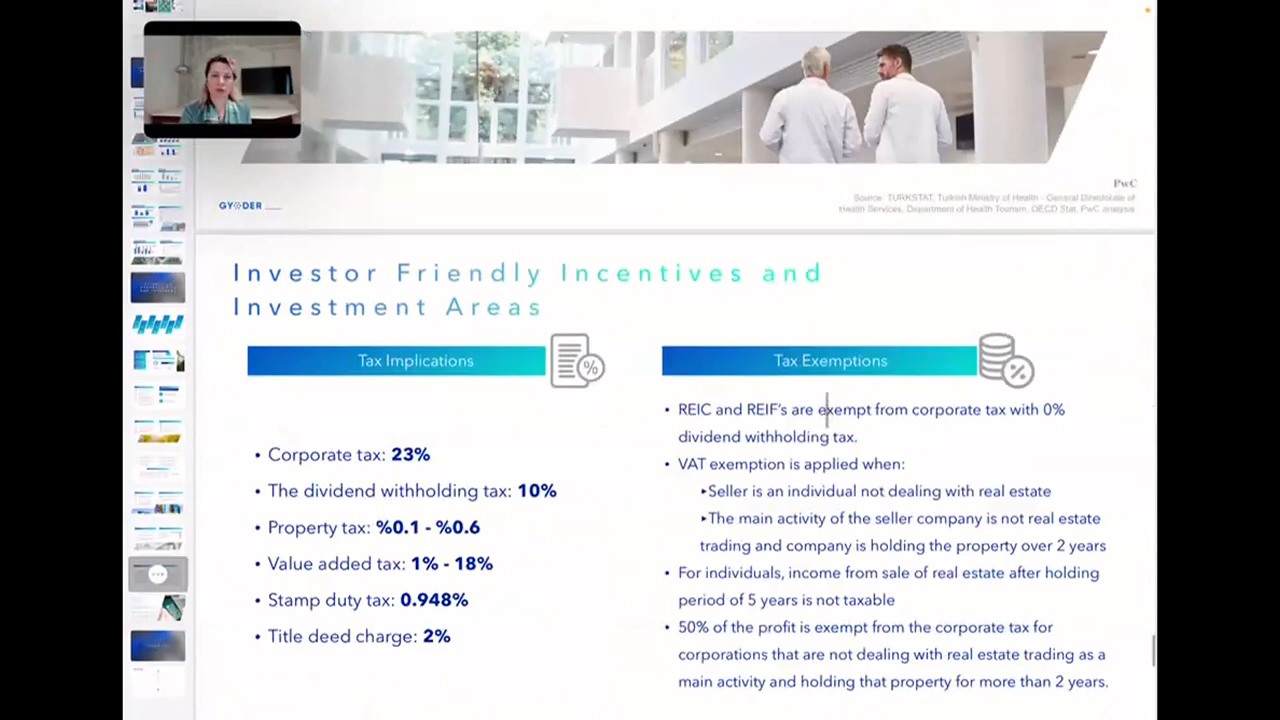 PwC
Source: TURKSTAT, Turkish Ministry of Health - General Directorate of
Health Services, Department of Health Tourism, OECD Stat, PwC analysis
GYODER
Investor Friendly Incentives and
Investment Areas
Tax Implications
• Corporate tax: 23%
• The dividend withholding tax: 10%
• Property tax: %0.1 - %0.6
• Value added tax: 1% - 18%
• Stamp duty tax: 0.948%
• Title deed charge: 2%
Tax Exemptions
• REIC and REIF's are exempt from corporate tax with 0%
dividend withholding tax.
• VAT exemption is applied when:
▸Seller is an individual not dealing with real estate
▸The main activity of the seller company is not real estate
trading and company is holding the property over 2 years
• For individuals, income from sale of real estate after holding
period of 5 years is not taxable
• 50% of the profit is exempt from the corporate tax for
corporations that are not dealing with real estate trading as a
main activity and holding that property for more than 2 years.